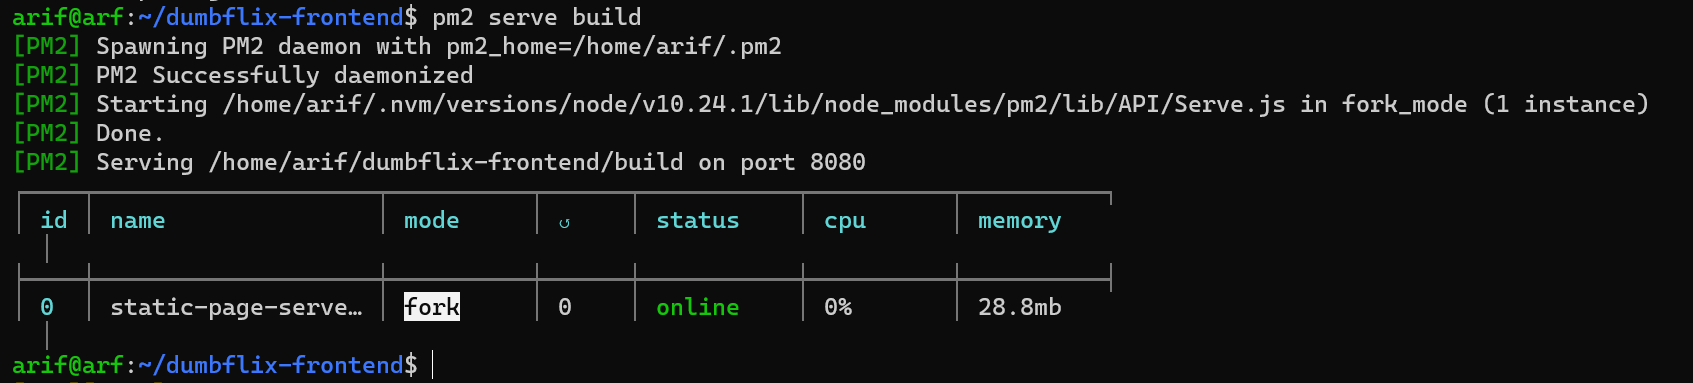 arif@arf:~/dumbflix-frontend$ pm2 serve build
[PM2] Spawning PM2 daemon with pm2_home=/home/arif/.pm2
[PM2] PM2 Successfully daemonized
[PM2] Starting /home/arif/.nvm/versions/node/v10.24.1/lib/node_modules/pm2/lib/API/Serve.js in fork_mode (1 instance)
[PM2] Done.
[PM2] Serving /home/arif/dumbflix-frontend/build on port 8080
id name mode ↺ status cpu memory
0 static-page-serve… fork 0 online 0% 28.8mb
arif@arf:~/dumbflix-frontend$